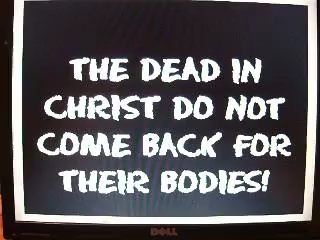 THE DEAD IN
CHRIST DO NOT
COME BACK FOR
THEIR BODIES!
DELL